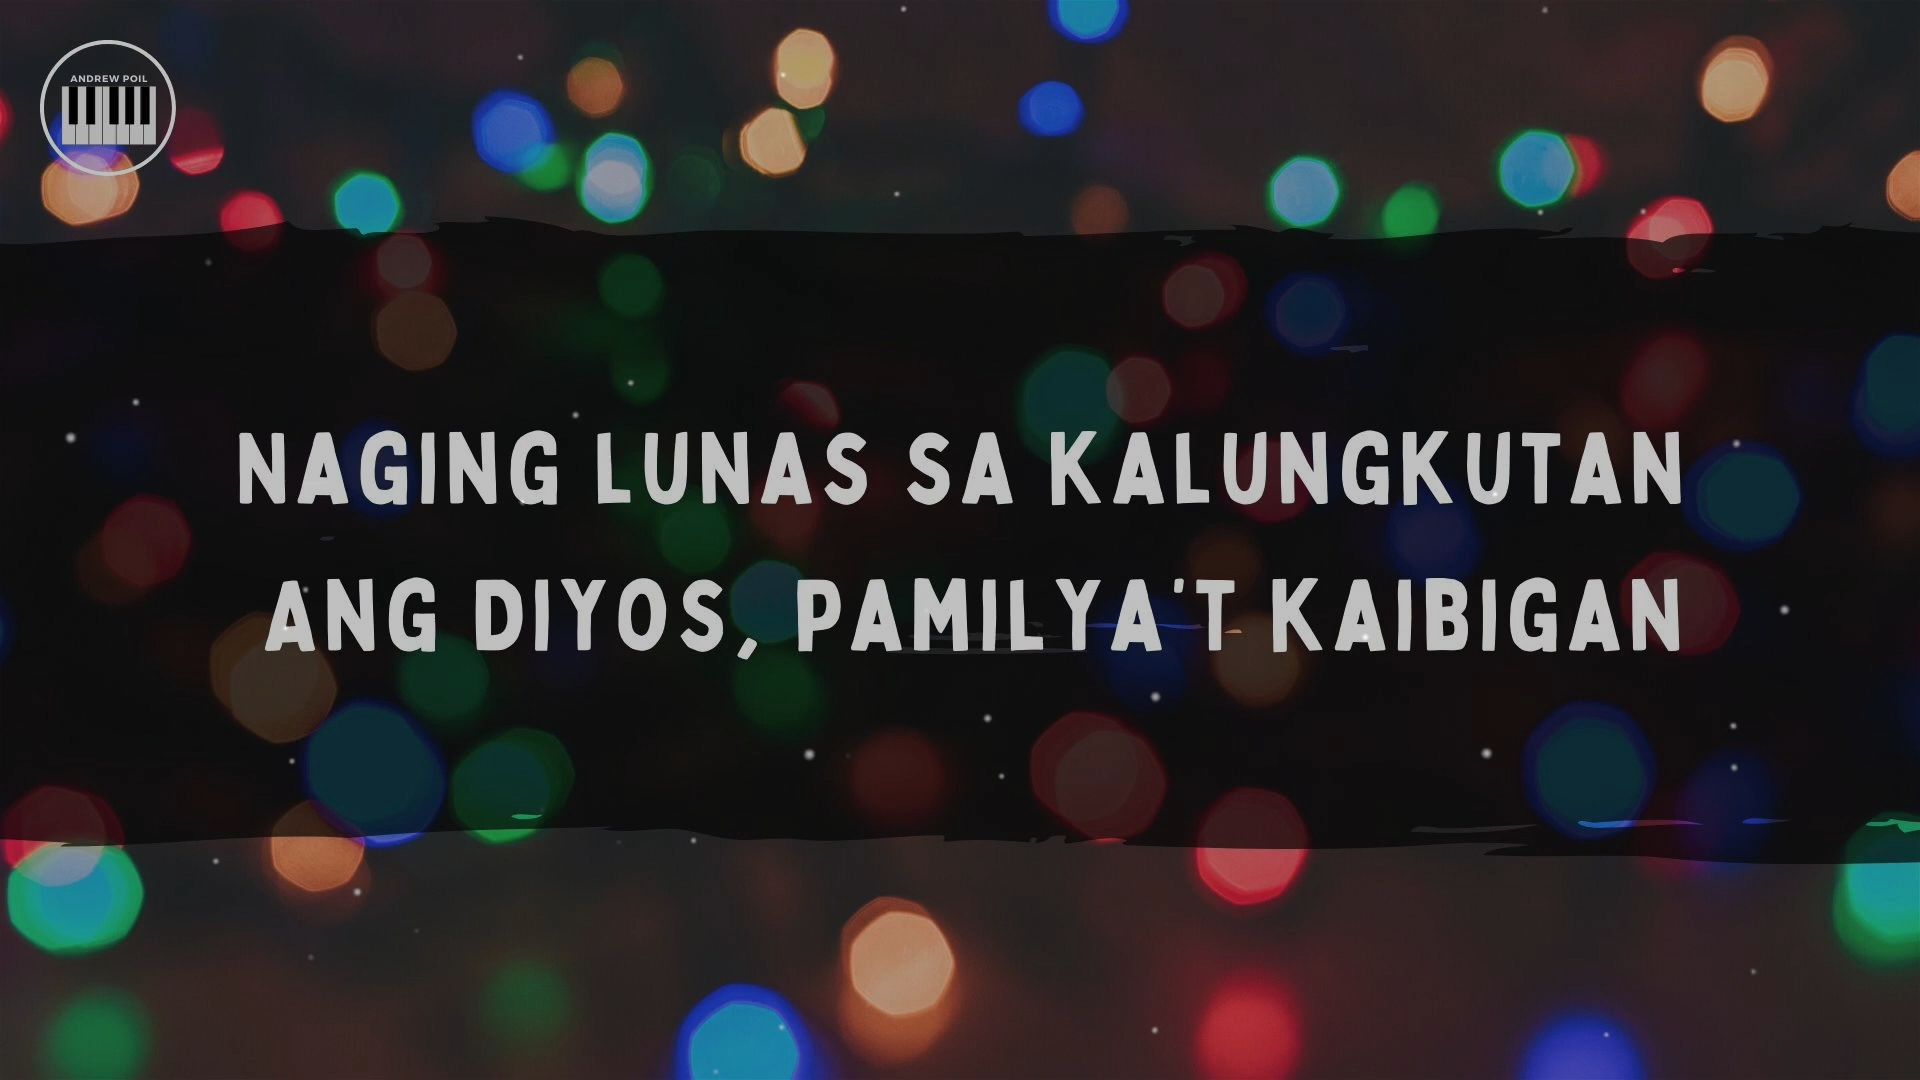 ANDREW POIL
NAGING LUNAS SA KALUNGKUTAN
ANG DIYOS, PAMILYA'T KAIBIGAN